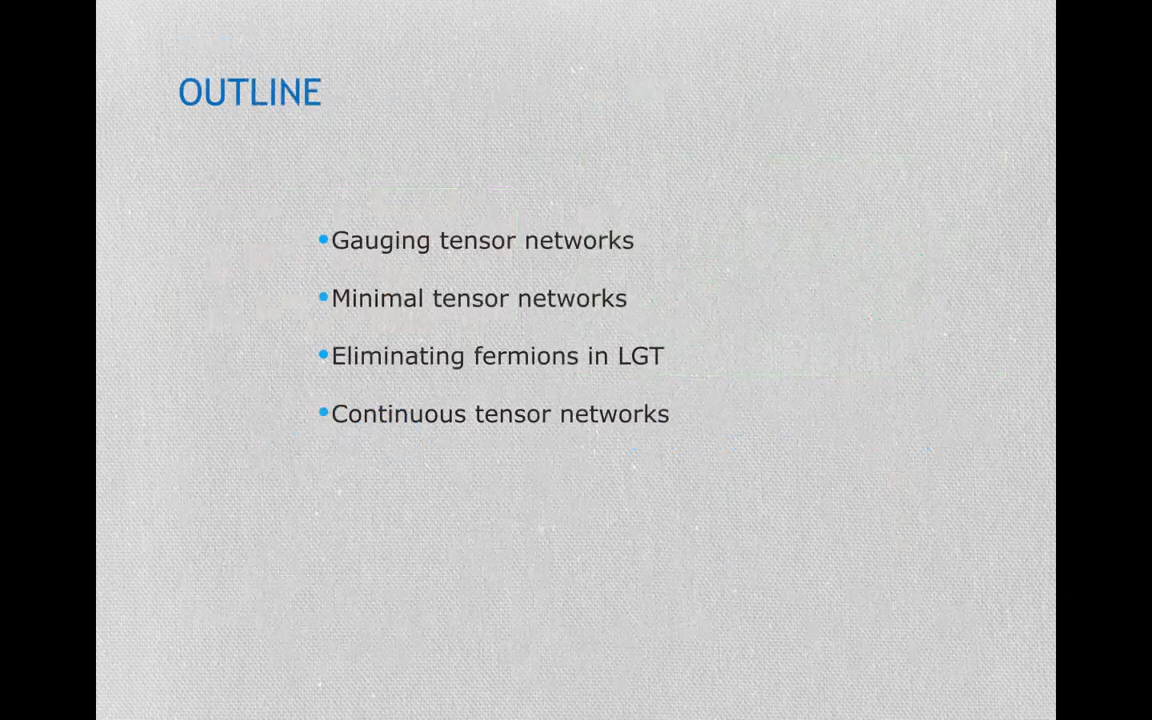 OUTLINE
•Gauging tensor networks
•Minimal tensor networks
•Eliminating fermions in LGT
•Continuous tensor networks